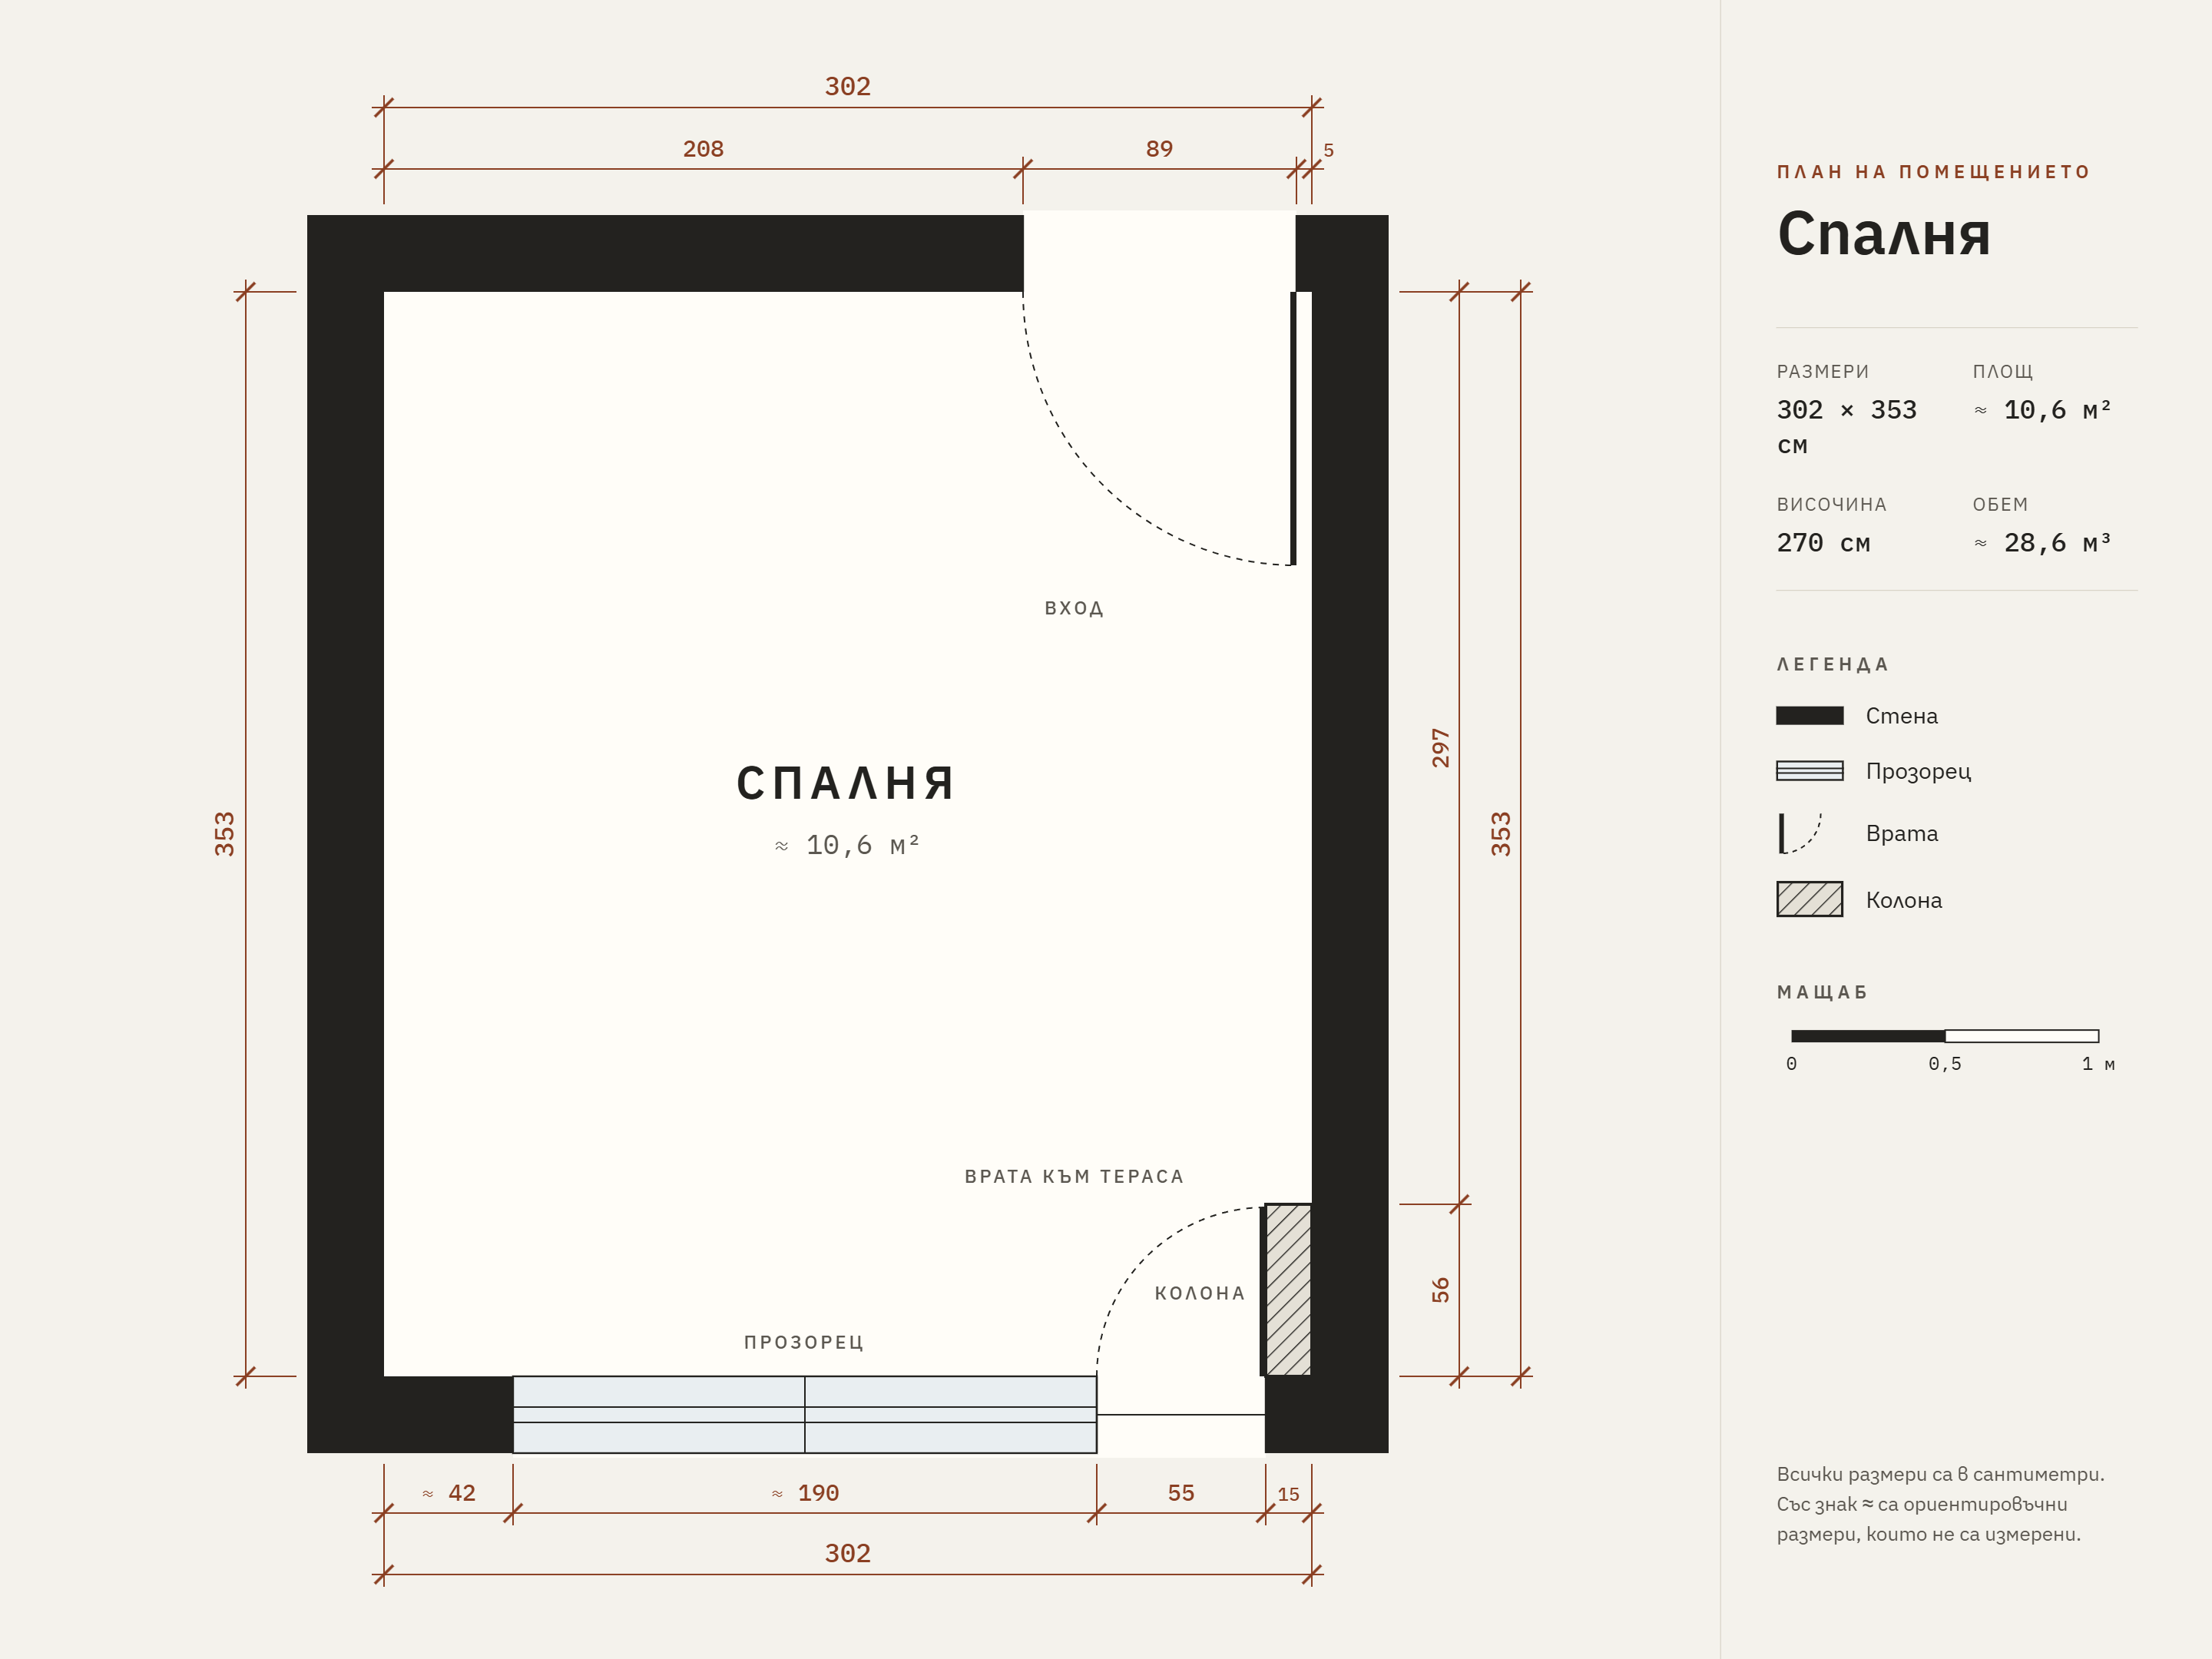 302
208
89
5
353
ВХОД
СПАЛНЯ
≈ 10,6 м²
297
353
ВРАТА КЪМ ТЕРАСА
КОЛОНА
56
ПРОЗОРЕЦ
≈ 42
≈ 190
55
15
302
ПЛАН НА ПОМЕЩЕНИЕТО
Спалня
РАЗМЕРИ
302 × 353
см
ПЛОЩ
≈ 10,6 м²
ВИСОЧИНА
270 см
ОБЕМ
≈ 28,6 м³
ЛЕГЕНДА
Стена
Прозорец
Врата
Колона
МАЩАБ
0
0,5
1 м
Всички размери са в сантиметри.
Със знак ≈ са ориентировъчни
размери, които не са измерени.